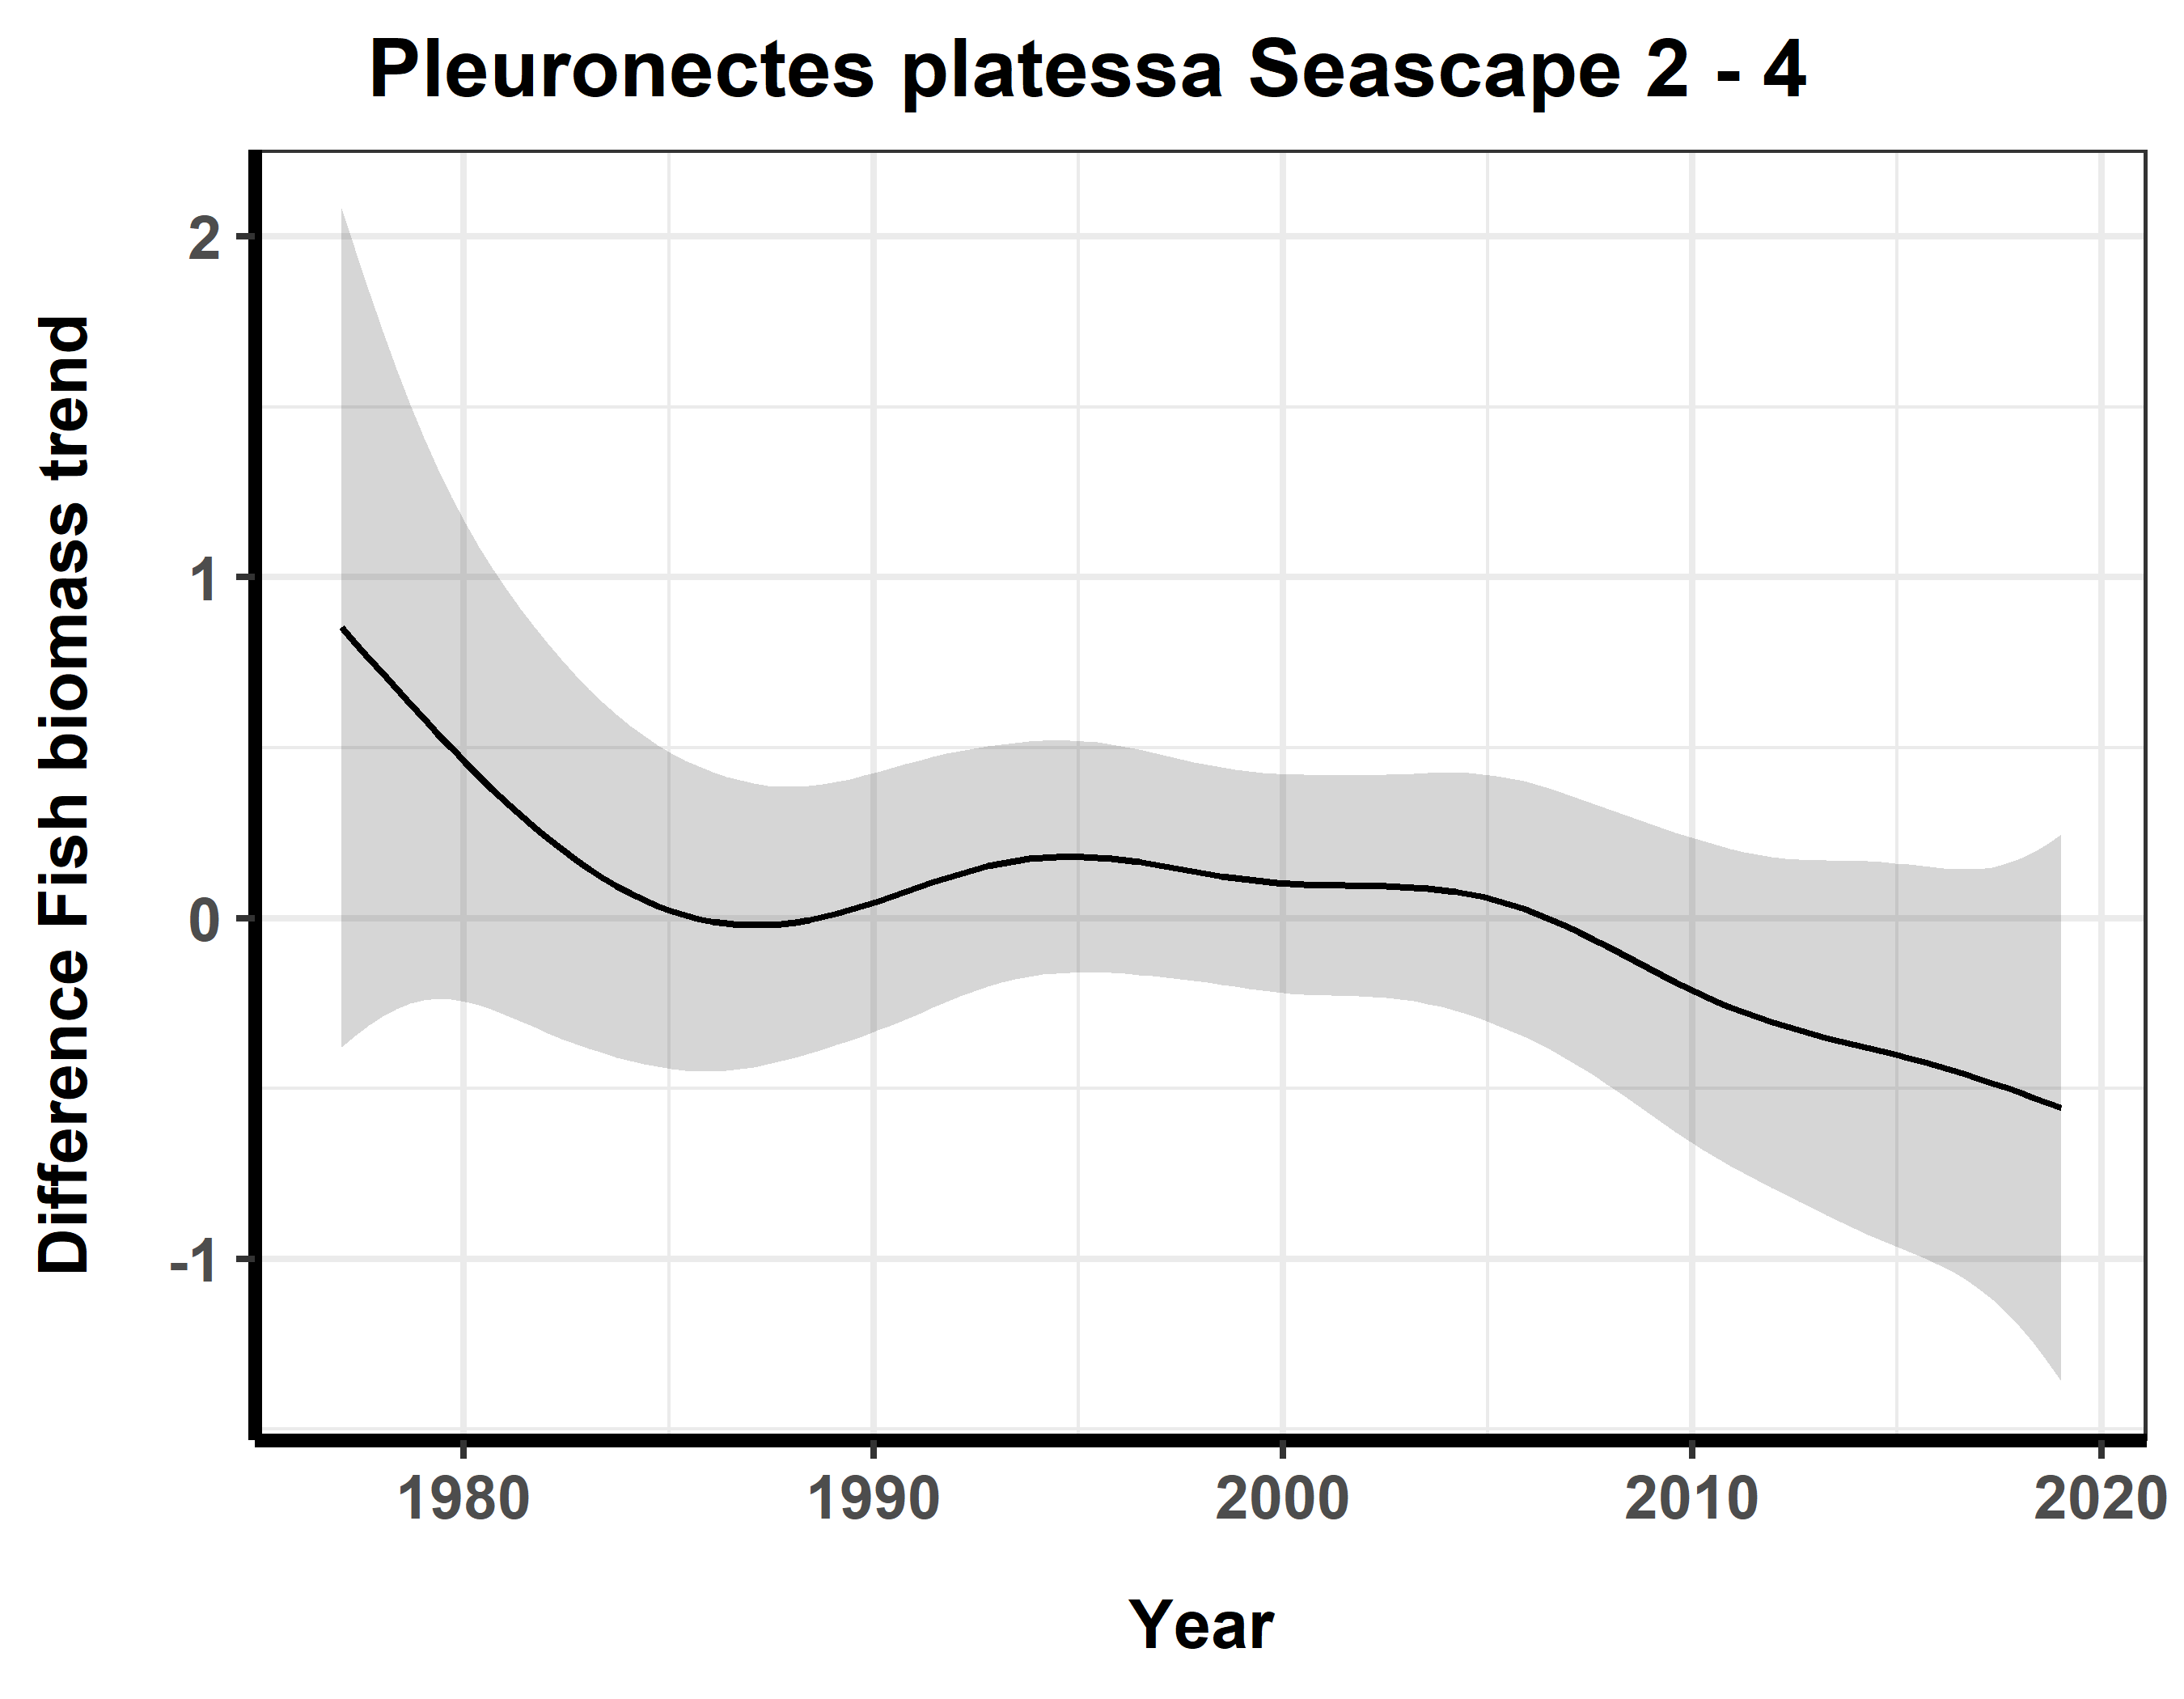 Pleuronectes platessa Seascape 2 - 4
Difference Fish biomass trend
2
1
0
-1
1980 1990 2000 2010 2020
Year